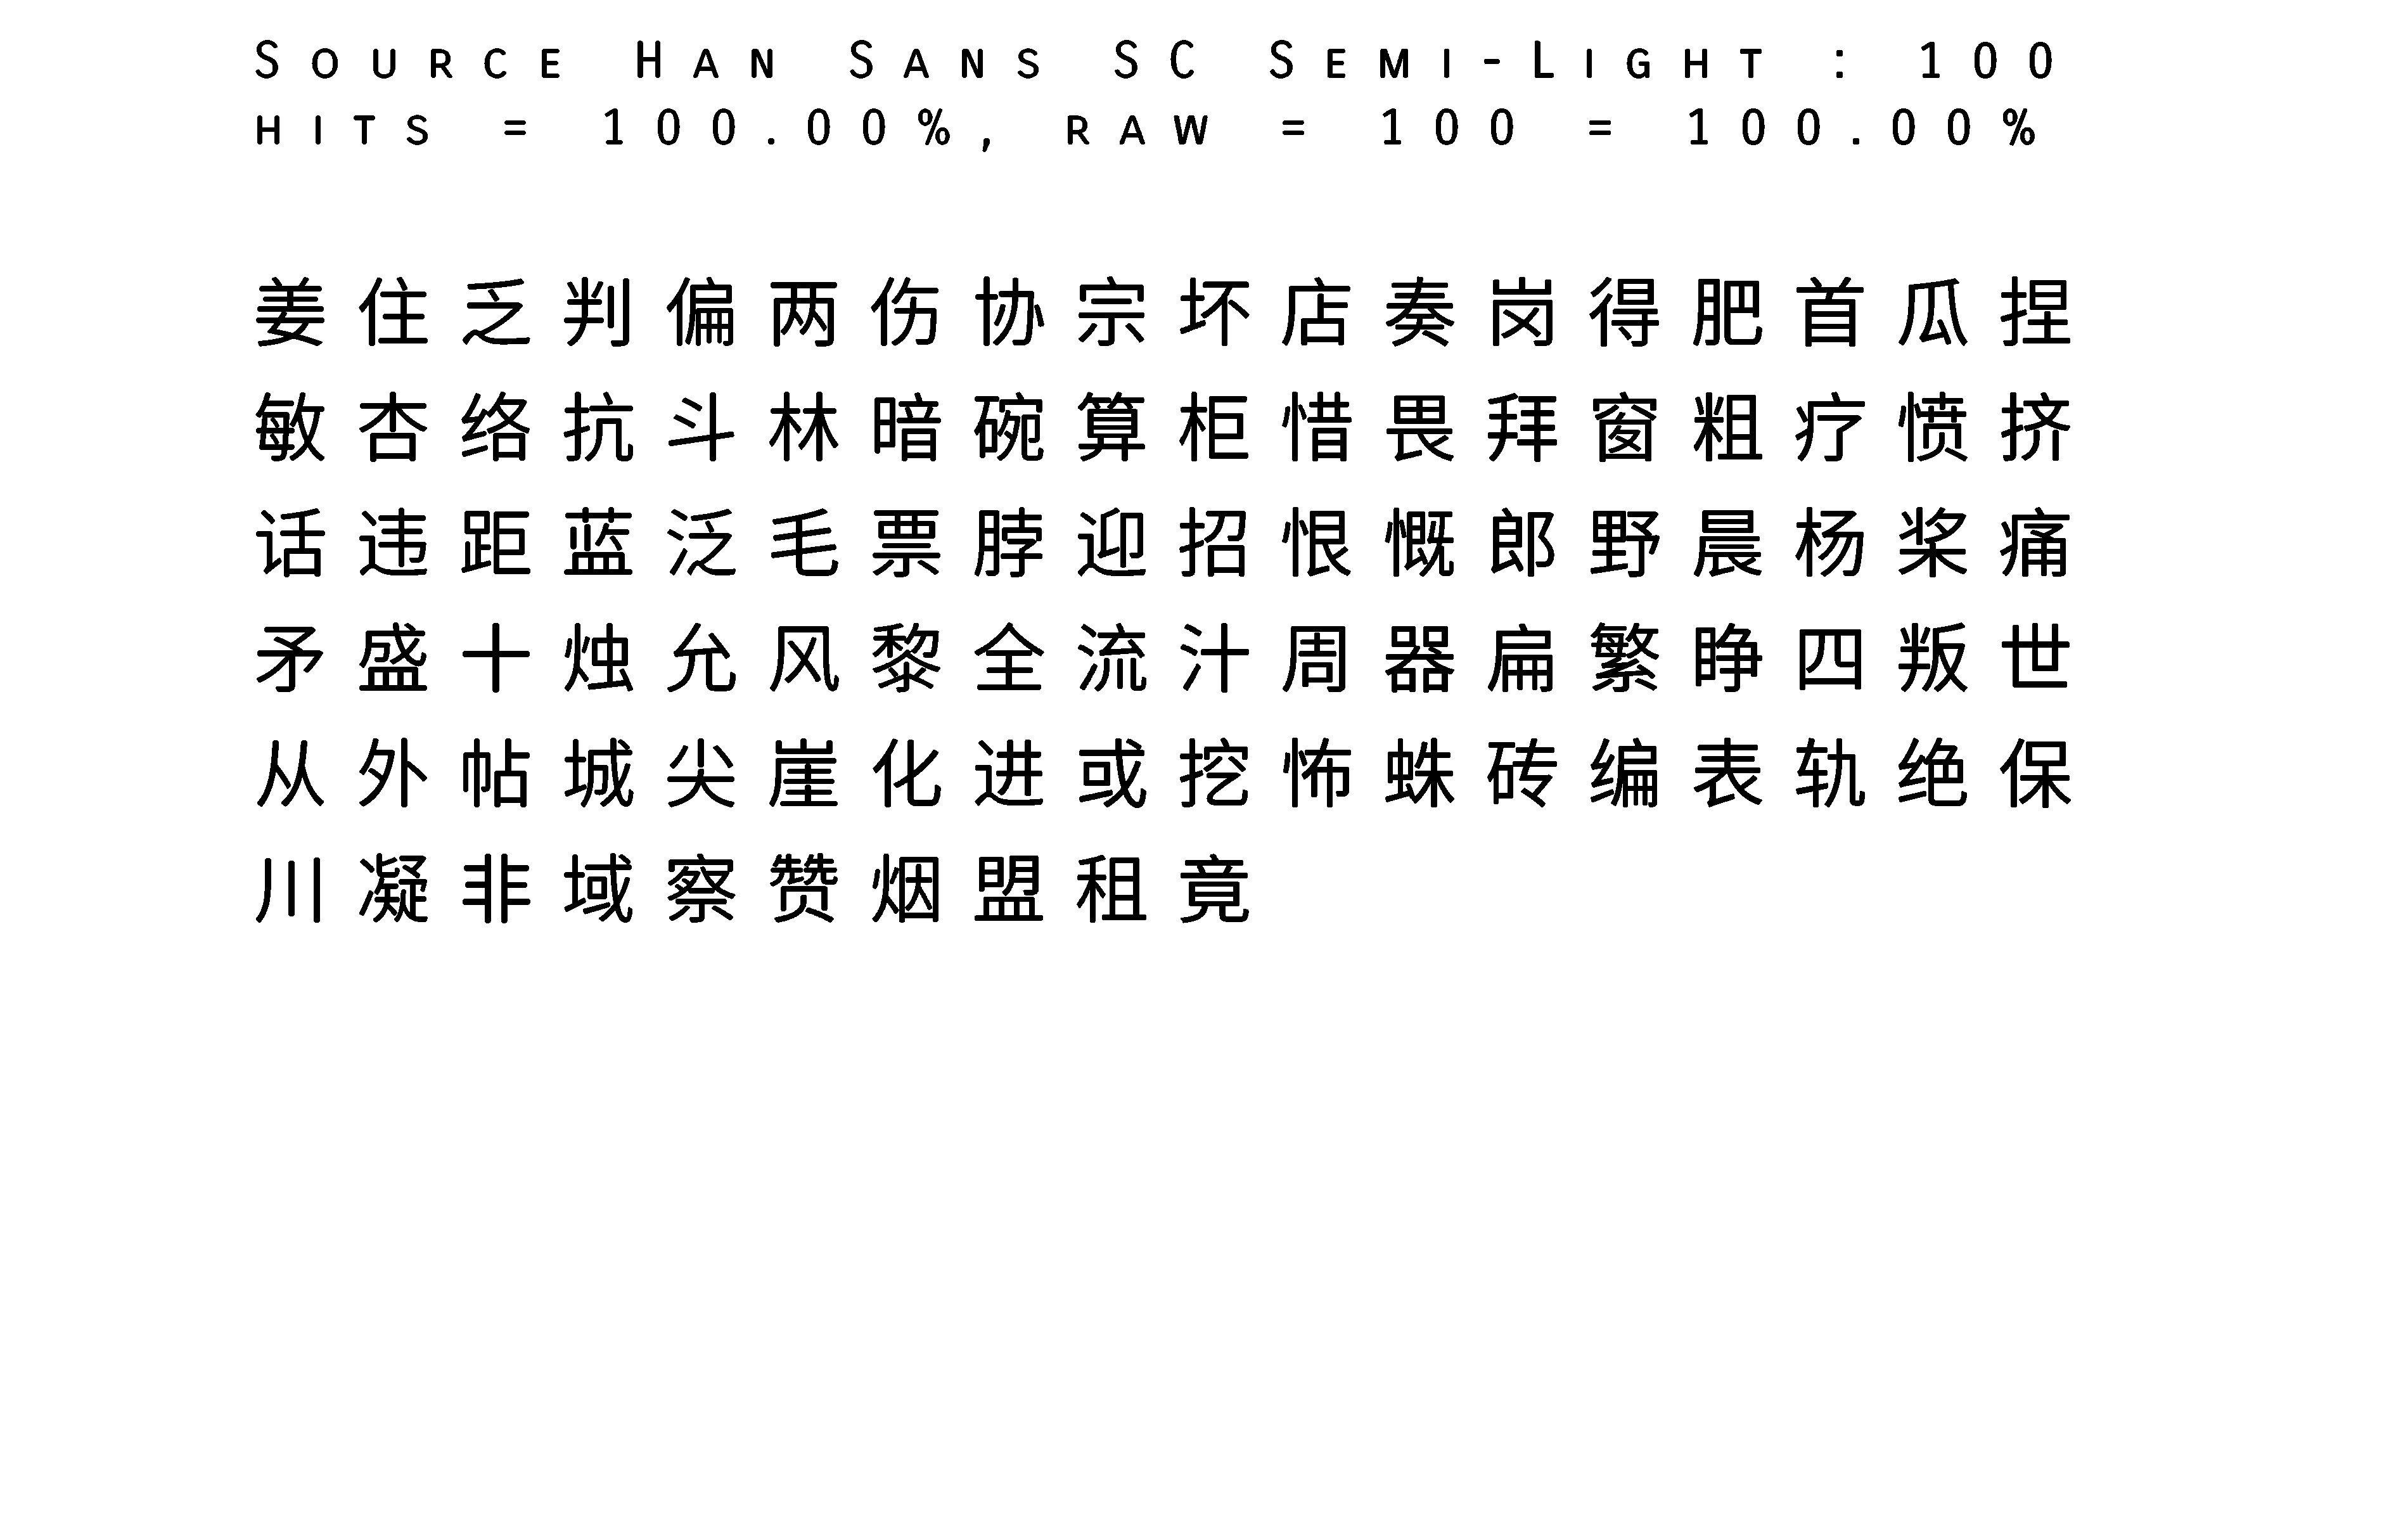 Source Han Sans SC Semi-Light : 100
hits = 100.00%, raw = 100 = 100.00%
姜住乏判偏两伤协宗坏店奏岗得肥首瓜捏
敏杏络抗斗林暗碗算柜惜畏拜窗粗疗愤挤
话违距蓝泛毛票脖迎招恨慨郎野晨杨桨痛
矛盛十烛允风黎全流汁周器扁繁睁四叛世
从外帖城尖崖化进或挖怖蛛砖编表轨绝保
川凝非域察赞烟盟租竟